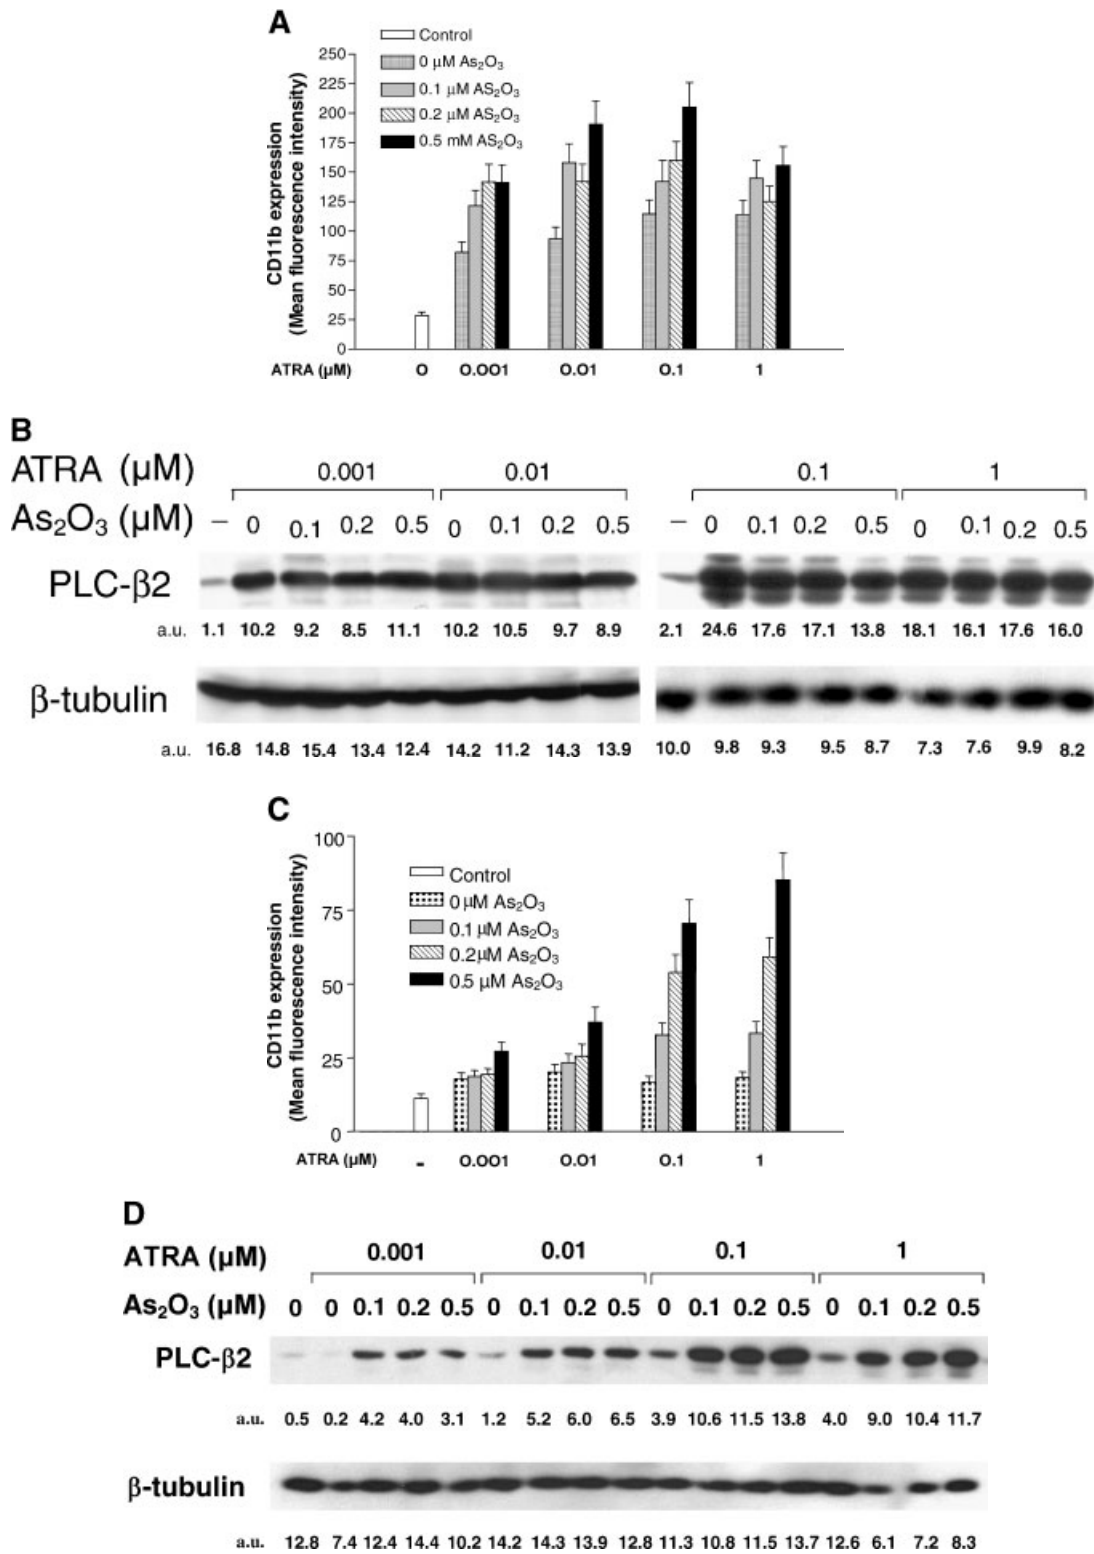 A
Control
0 μM As₂O₃
0.1 μM AS₂O₃
0.2 μM AS₂O₃
0.5 mM AS₂O₃
CD11b expression
(Mean fluorescence intensity)
250
225
200
175
150
125
100
75
50
25
0
ATRA (μM) 0 0.001 0.01 0.1 1
B
ATRA (μM) 0.001 0.01 0.1 1
As₂O₃ (μM) – 0 0.1 0.2 0.5 0 0.1 0.2 0.5 – 0 0.1 0.2 0.5 0 0.1 0.2 0.5
PLC-β2
a.u. 1.1 10.2 9.2 8.5 11.1 10.2 10.5 9.7 8.9 2.1 24.6 17.6 17.1 13.8 18.1 16.1 17.6 16.0
β-tubulin
a.u. 16.8 14.8 15.4 13.4 12.4 14.2 11.2 14.3 13.9 10.0 9.8 9.3 9.5 8.7 7.3 7.6 9.9 8.2
C
Control
0 μM As₂O₃
0.1 μM As₂O₃
0.2μM As₂O₃
0.5 μM As₂O₃
CD11b expression
(Mean fluorescence intensity)
100
75
50
25
0
ATRA (μM) - 0.001 0.01 0.1 1
D
ATRA (μM) 0.001 0.01 0.1 1
As₂O₃ (μM) 0 0 0.1 0.2 0.5 0 0.1 0.2 0.5 0 0.1 0.2 0.5 0 0.1 0.2 0.5
PLC-β2
a.u. 0.5 0.2 4.2 4.0 3.1 1.2 5.2 6.0 6.5 3.9 10.6 11.5 13.8 4.0 9.0 10.4 11.7
β-tubulin
a.u. 12.8 7.4 12.4 14.4 10.2 14.2 14.3 13.9 12.8 11.3 10.8 11.5 13.7 12.6 6.1 7.2 8.3